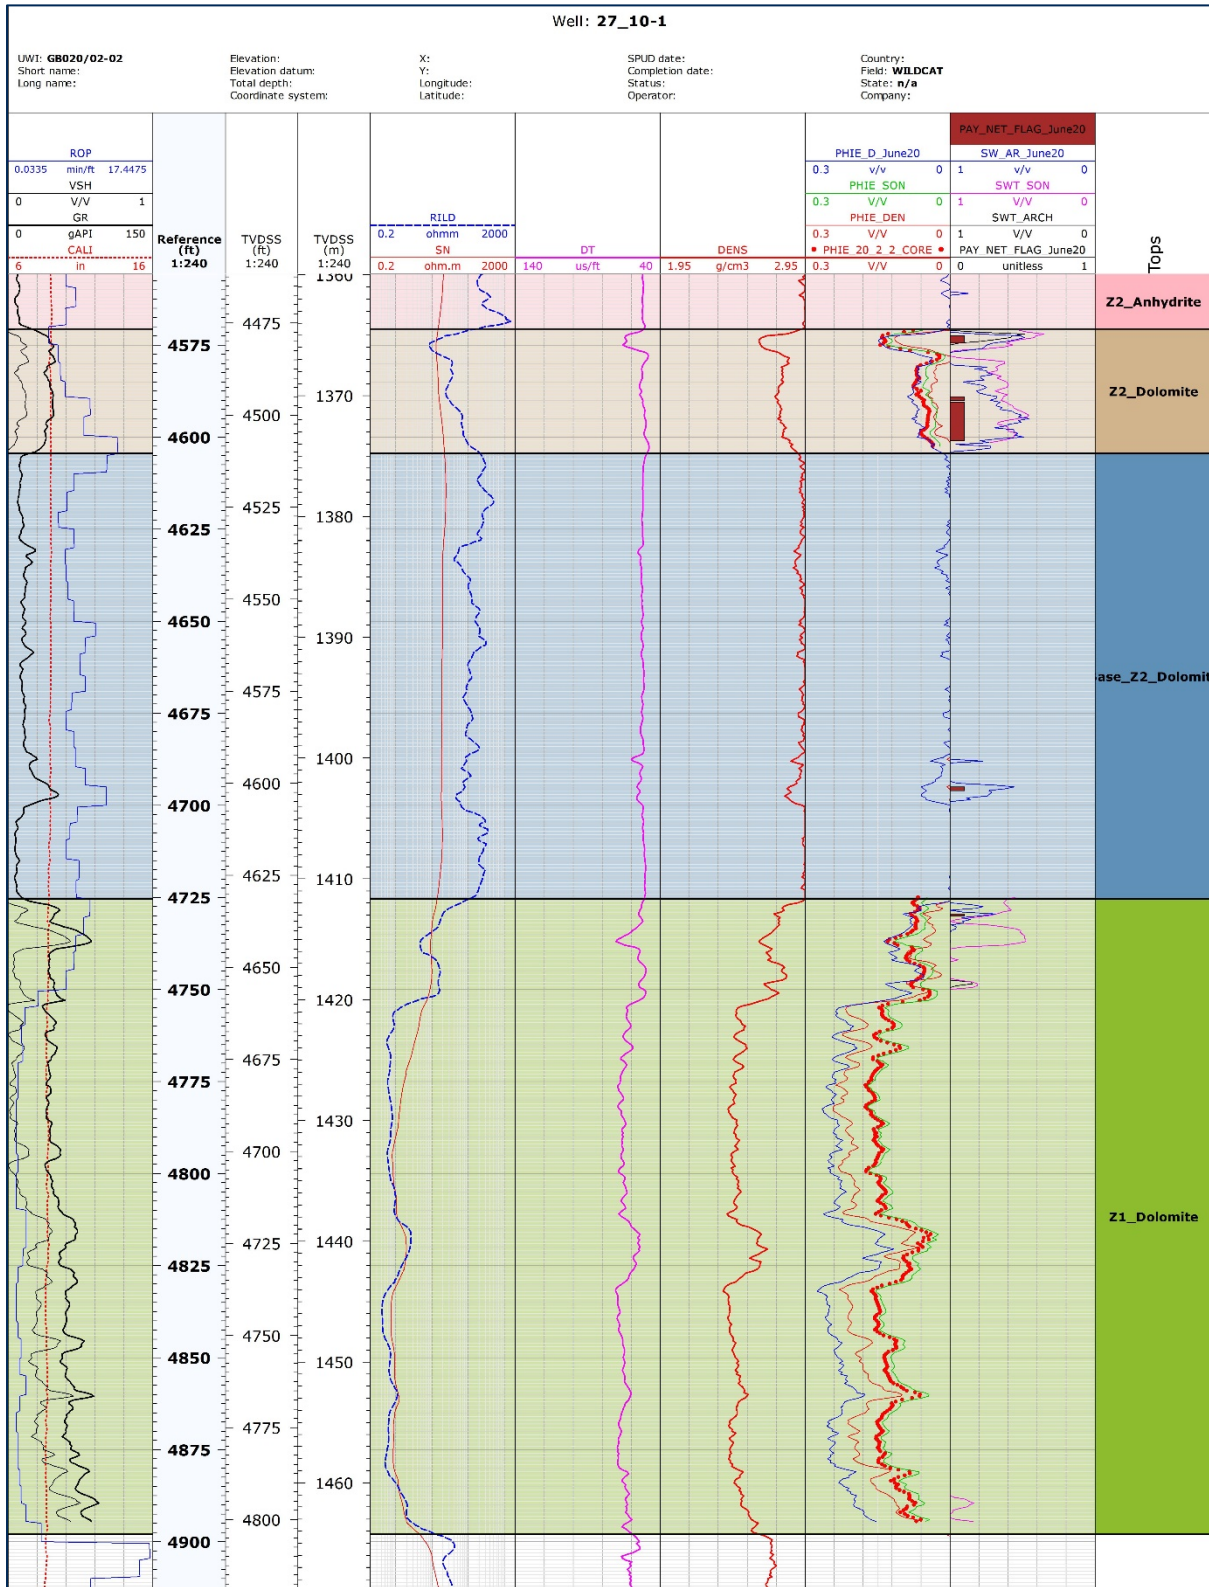 Well: 27_10-1
UWI: GB020/02-02
Short name:
Long name:
Elevation:
Elevation datum:
Total depth:
Coordinate system:
X:
Y:
Longitude:
Latitude:
SPUD date:
Completion date:
Status:
Operator:
Country:
Field: WILDCAT
State: n/a
Company:
ROP
0.0335 min/ft 17.4475
VSH
0 V/V 1
GR
0 gAPI 150
CALI
6 in 16
Reference
(ft)
1:240
TVDSS
(ft)
1:240
TVDSS
(m)
1:240
RILD
0.2 ohmm 2000
SN
0.2 ohm.m 2000
DT
140 us/ft 40
DENS
1.95 g/cm3 2.95
PHIE_D_June20
0.3 v/v 0
PHIE_SON
0.3 V/V 0
PHIE_DEN
0.3 V/V 0
PHIE_20_2_2_CORE
0.3 V/V 0
PAY_NET_FLAG_June20
SW_AR_June20
1 v/v 0
SWT_SON
1 V/V 0
SWT_ARCH
1 V/V 0
PAY_NET_FLAG_June20
0 unitless 1
Tops
4575
4600
4625
4650
4675
4700
4725
4750
4775
4800
4825
4850
4875
4900
4475
4500
4525
4550
4575
4600
4625
4650
4675
4700
4725
4750
4775
4800
1360
1370
1380
1390
1400
1410
1420
1430
1440
1450
1460
Z2_Anhydrite
Z2_Dolomite
ase_Z2_Dolomit
Z1_Dolomite